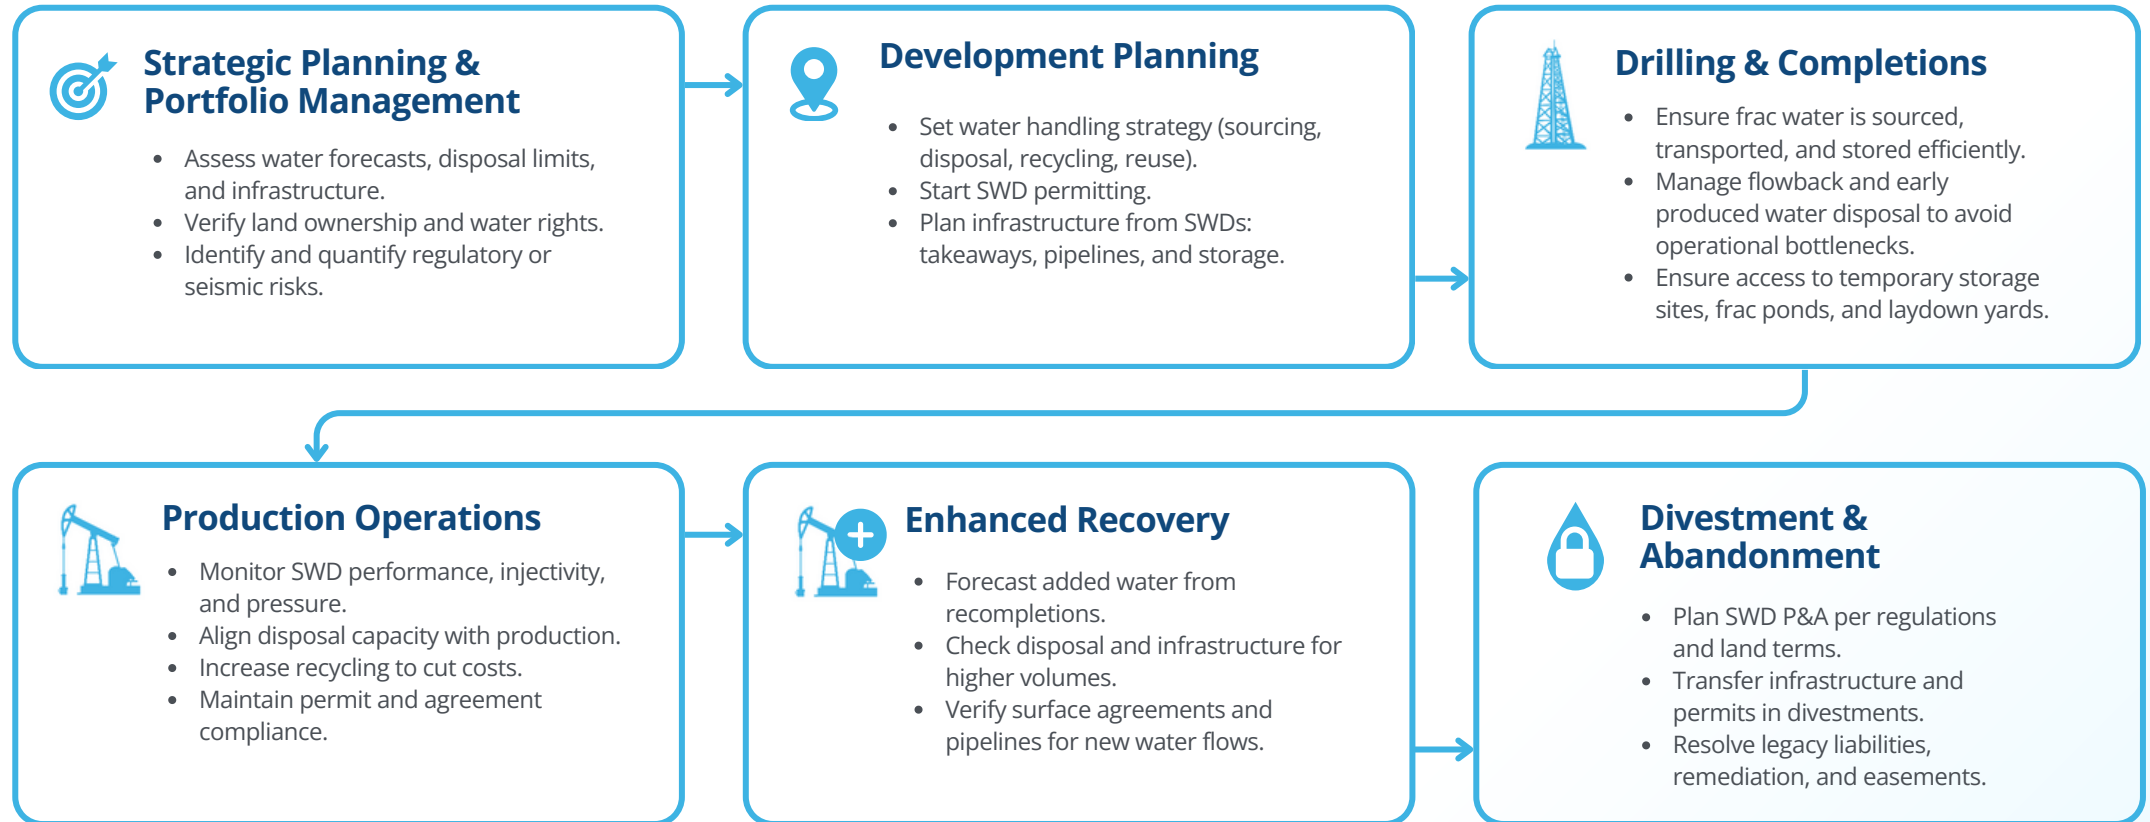 Strategic Planning &
Portfolio Management
• Assess water forecasts, disposal limits,
and infrastructure.
• Verify land ownership and water rights.
• Identify and quantify regulatory or
seismic risks.
Development Planning
• Set water handling strategy (sourcing,
disposal, recycling, reuse).
• Start SWD permitting.
• Plan infrastructure from SWDs:
takeaways, pipelines, and storage.
Drilling & Completions
• Ensure frac water is sourced,
transported, and stored efficiently.
• Manage flowback and early
produced water disposal to avoid
operational bottlenecks.
• Ensure access to temporary storage
sites, frac ponds, and laydown yards.
Production Operations
• Monitor SWD performance, injectivity,
and pressure.
• Align disposal capacity with production.
• Increase recycling to cut costs.
• Maintain permit and agreement
compliance.
Enhanced Recovery
• Forecast added water from
recompletions.
• Check disposal and infrastructure for
higher volumes.
• Verify surface agreements and
pipelines for new water flows.
Divestment &
Abandonment
• Plan SWD P&A per regulations
and land terms.
• Transfer infrastructure and
permits in divestments.
• Resolve legacy liabilities,
remediation, and easements.